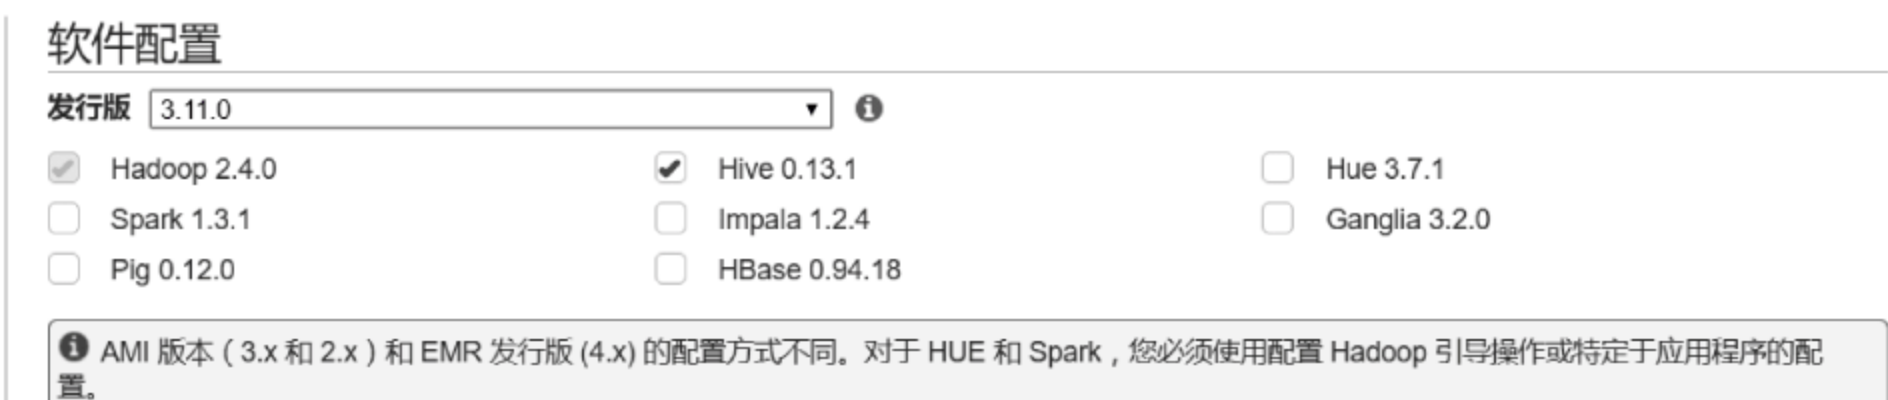 软件配置
发行版 3.11.0
Hadoop 2.4.0 Hive 0.13.1 Hue 3.7.1
Spark 1.3.1 Impala 1.2.4 Ganglia 3.2.0
Pig 0.12.0 HBase 0.94.18
AMI 版本（3.x 和 2.x）和 EMR 发行版 (4.x) 的配置方式不同。对于 HUE 和 Spark，您必须使用配置 Hadoop 引导操作或特定于应用程序的配
置。